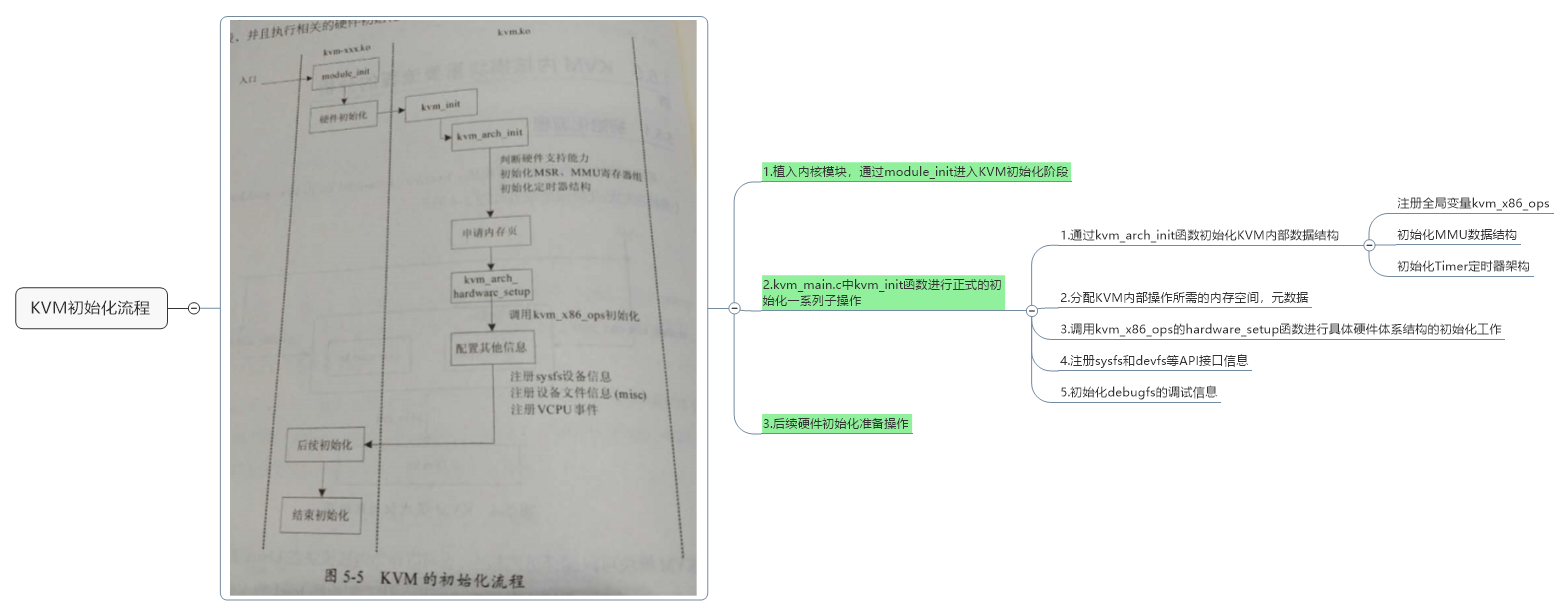 KVM初始化流程
段，并且执行相关的硬件初始化
kvm-xxx.ko
kvm.ko
入口
module_init
硬件初始化
kvm_init
kvm_arch_init
判断硬件支持能力
初始化MSR、MMU寄存器组
初始化定时器结构
申请内存页
kvm_arch_
hardware_setup
调用kvm_x86_ops初始化
配置其他信息
注册sysfs设备信息
注册设备文件信息(misc)
注册VCPU事件
后续初始化
结束初始化
图 5-5 KVM 的初始化流程
1.植入内核模块，通过module_init进入KVM初始化阶段
2.kvm_main.c中kvm_init函数进行正式的初
始化一系列子操作
1.通过kvm_arch_init函数初始化KVM内部数据结构
注册全局变量kvm_x86_ops
初始化MMU数据结构
初始化Timer定时器架构
2.分配KVM内部操作所需的内存空间，元数据
3.调用kvm_x86_ops的hardware_setup函数进行具体硬件体系结构的初始化工作
4.注册sysfs和devfs等API接口信息
5.初始化debugfs的调试信息
3.后续硬件初始化准备操作